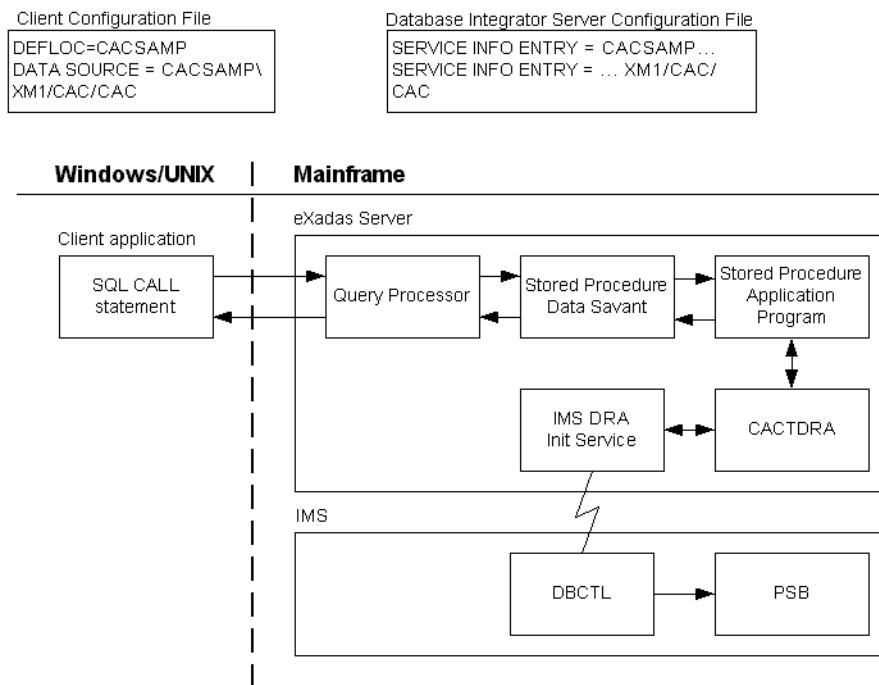 Client Configuration File
DEFLOC=CACSAMP
DATA SOURCE = CACSAMP\
XM1/CAC/CAC
Database Integrator Server Configuration File
SERVICE INFO ENTRY = CACSAMP…
SERVICE INFO ENTRY = … XM1/CAC/
CAC
Windows/UNIX
Mainframe
eXadas Server
Client application
SQL CALL
statement
Query Processor
Stored Procedure
Data Savant
Stored Procedure
Application
Program
IMS DRA
Init Service
CACTDRA
IMS
DBCTL
PSB